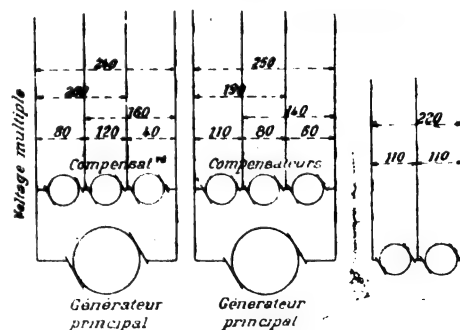 Voltage multiple
240
200
160
80 120 40
Compensat.rs
Générateur
principal
250
190
140
110 80 60
Compensateurs
Générateur
principal
220
110 110